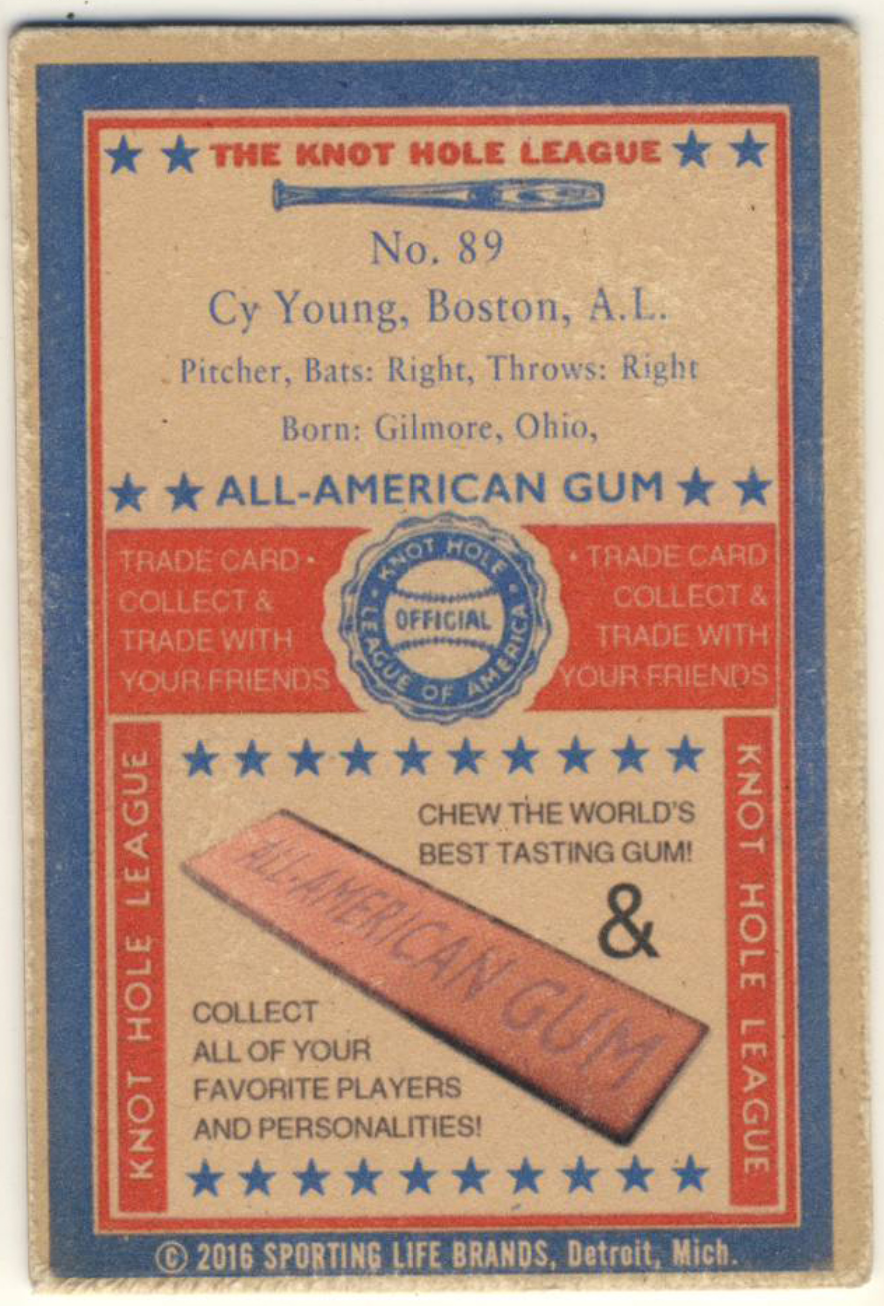 THE KNOT HOLE LEAGUE
No. 89
Cy Young, Boston, A.L.
Pitcher, Bats: Right, Throws: Right
Born: Gilmore, Ohio,
ALL-AMERICAN GUM
TRADE CARD •
COLLECT &
TRADE WITH
YOUR FRIENDS
KNOT HOLE
OFFICIAL
LEAGUE OF AMERICA
• TRADE CARD
COLLECT &
TRADE WITH
YOUR FRIENDS
KNOT HOLE LEAGUE
CHEW THE WORLD'S
BEST TASTING GUM!
&
ALL-AMERICAN GUM
COLLECT
ALL OF YOUR
FAVORITE PLAYERS
AND PERSONALITIES!
KNOT HOLE LEAGUE
© 2016 SPORTING LIFE BRANDS, Detroit, Mich.